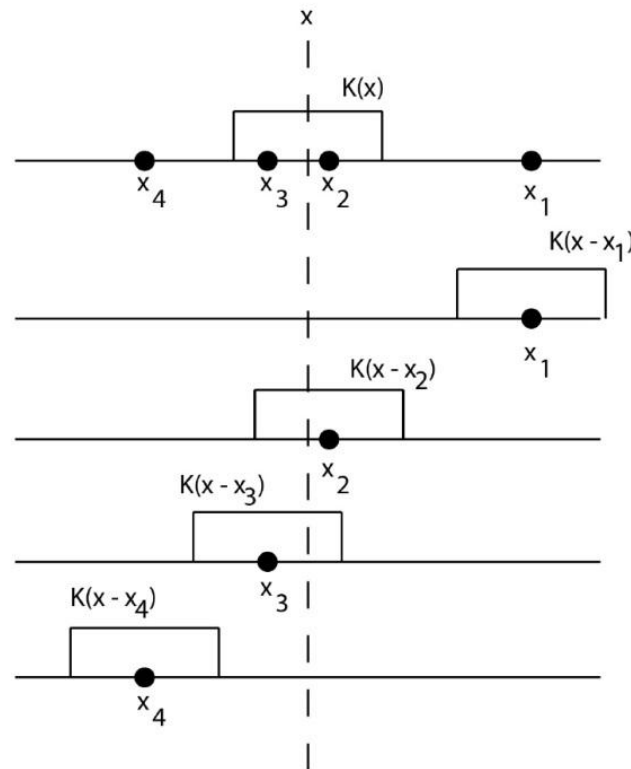 x
K(x)
x₄ x₃ x₂ x₁
K(x - x₁)
x₁
K(x - x₂)
x₂
K(x - x₃)
x₃
K(x - x₄)
x₄